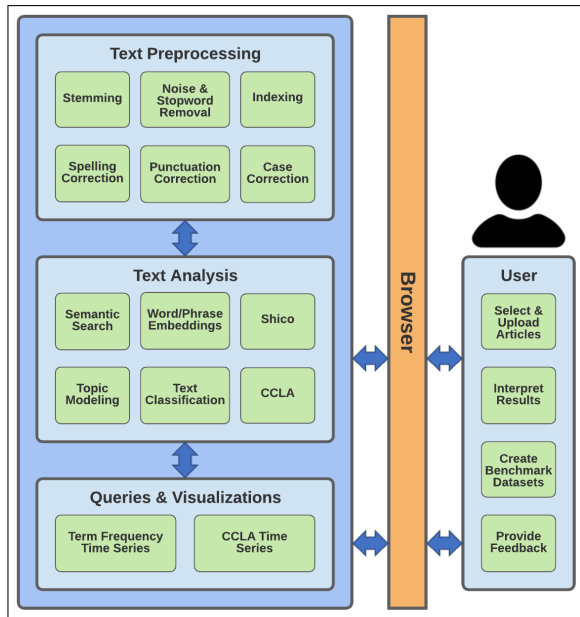 Text Preprocessing
Stemming
Noise &
Stopword
Removal
Indexing
Spelling
Correction
Punctuation
Correction
Case
Correction
Text Analysis
Semantic
Search
Word/Phrase
Embeddings
Shico
Topic
Modeling
Text
Classification
CCLA
Queries & Visualizations
Term Frequency
Time Series
CCLA Time
Series
Browser
User
Select &
Upload
Articles
Interpret
Results
Create
Benchmark
Datasets
Provide
Feedback